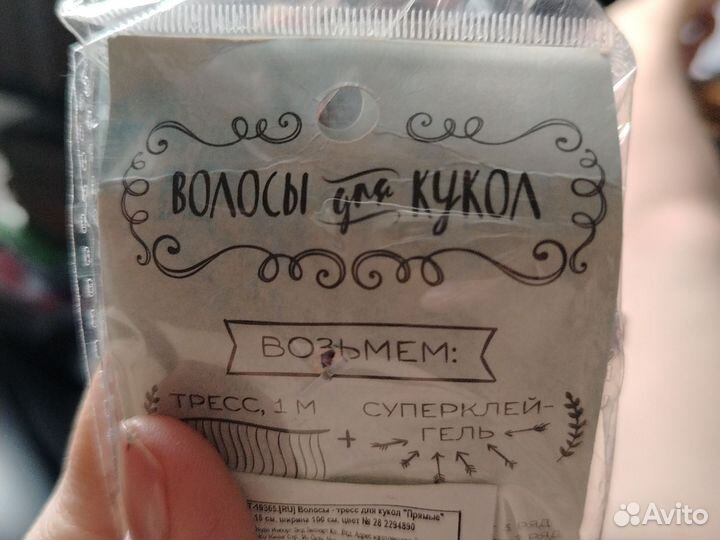 ВОЛОСЫ для КУКОЛ
ВОЗЬМЕМ:
ТРЕСС, 1 М + СУПЕРКЛЕЙ-
ГЕЛЬ
[RU] Волосы - тресс для кукол "Прямые"
15 см, ширина 100 см, цвет № 28 2294890
Avito